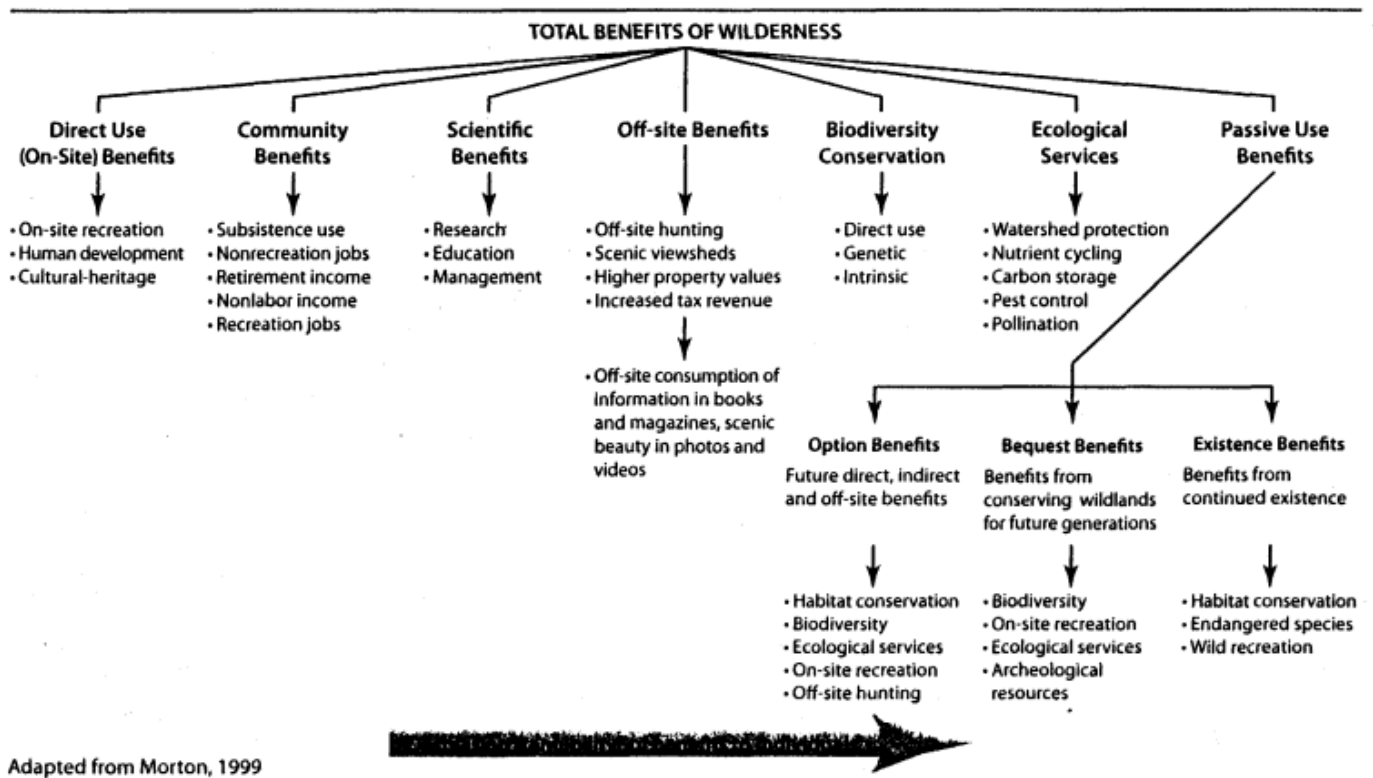 TOTAL BENEFITS OF WILDERNESS
Direct Use
(On-Site) Benefits
• On-site recreation
• Human development
• Cultural-heritage
Community
Benefits
• Subsistence use
• Nonrecreation jobs
• Retirement income
• Nonlabor income
• Recreation jobs
Scientific
Benefits
• Research
• Education
• Management
Off-site Benefits
• Off-site hunting
• Scenic viewsheds
• Higher property values
• Increased tax revenue
• Off-site consumption of
information in books
and magazines, scenic
beauty in photos and
videos
Biodiversity
Conservation
• Direct use
• Genetic
• Intrinsic
Ecological
Services
• Watershed protection
• Nutrient cycling
• Carbon storage
• Pest control
• Pollination
Passive Use
Benefits
Option Benefits
Future direct, indirect
and off-site benefits
• Habitat conservation
• Biodiversity
• Ecological services
• On-site recreation
• Off-site hunting
Bequest Benefits
Benefits from
conserving wildlands
for future generations
• Biodiversity
• On-site recreation
• Ecological services
• Archeological
resources
Existence Benefits
Benefits from
continued existence
• Habitat conservation
• Endangered species
• Wild recreation
Adapted from Morton, 1999